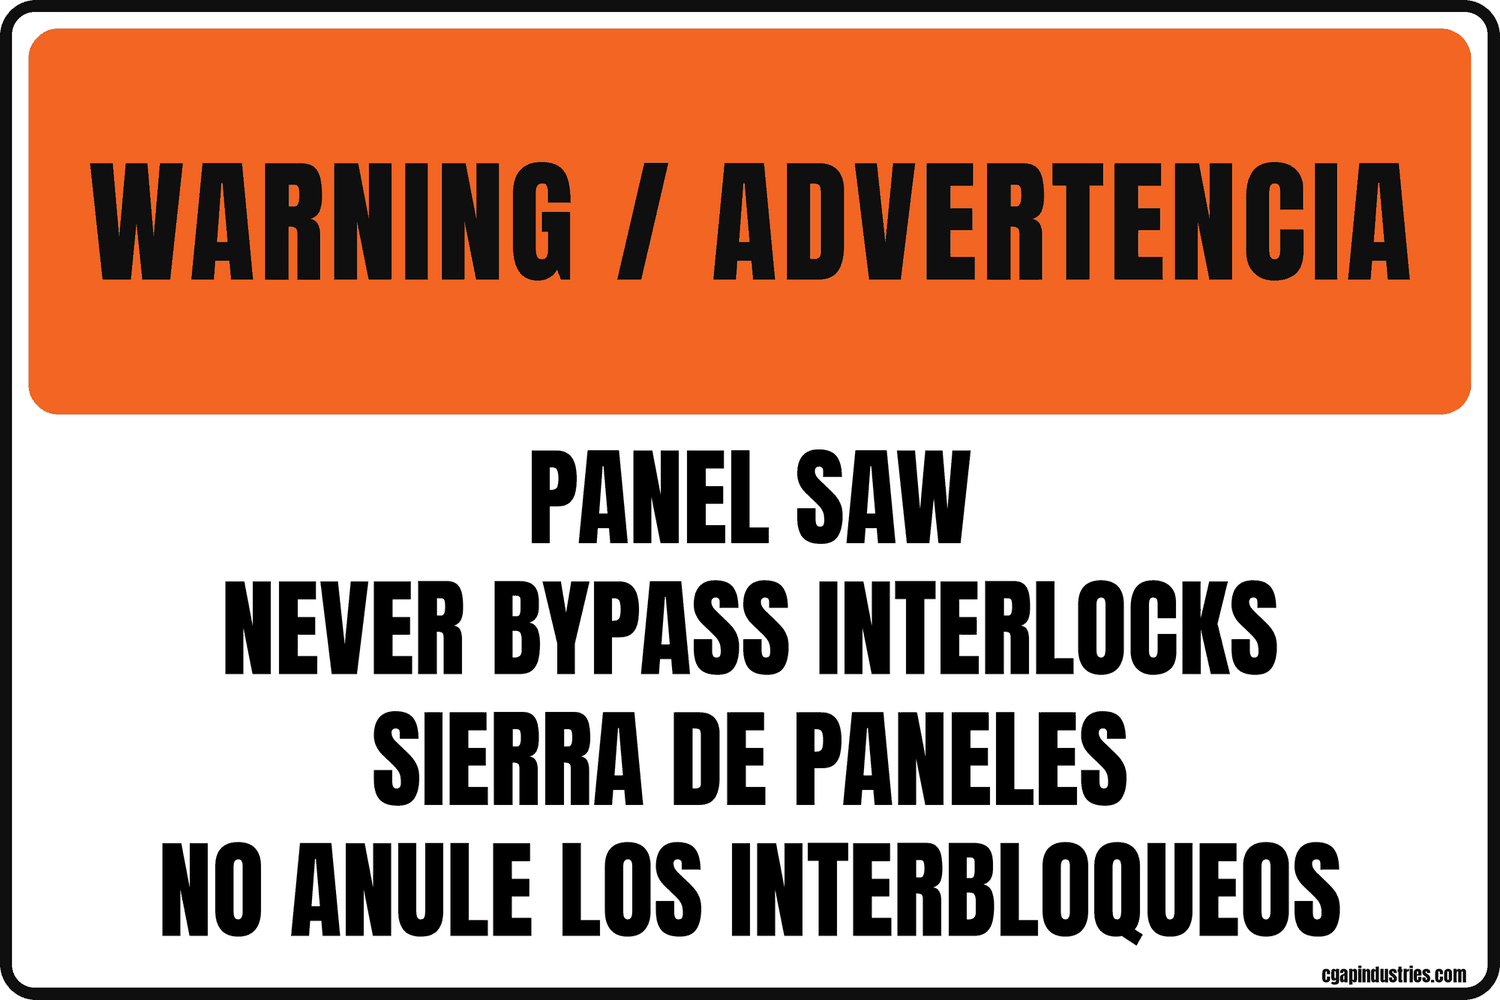 WARNING / ADVERTENCIA
PANEL SAW
NEVER BYPASS INTERLOCKS
SIERRA DE PANELES
NO ANULE LOS INTERBLOQUEOS
cgapindustries.com